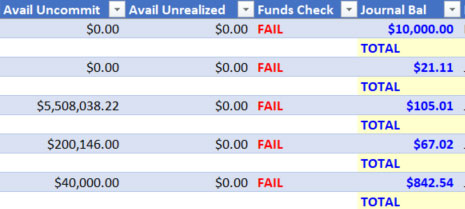 Avail Uncommit Avail Unrealized Funds Check Journal Bal
$0.00 $0.00 FAIL $10,000.00
TOTAL
$0.00 $0.00 FAIL $21.11
TOTAL
$5,508,038.22 $0.00 FAIL $105.01
TOTAL
$200,146.00 $0.00 FAIL $67.02
TOTAL
$40,000.00 $0.00 FAIL $842.54
TOTAL